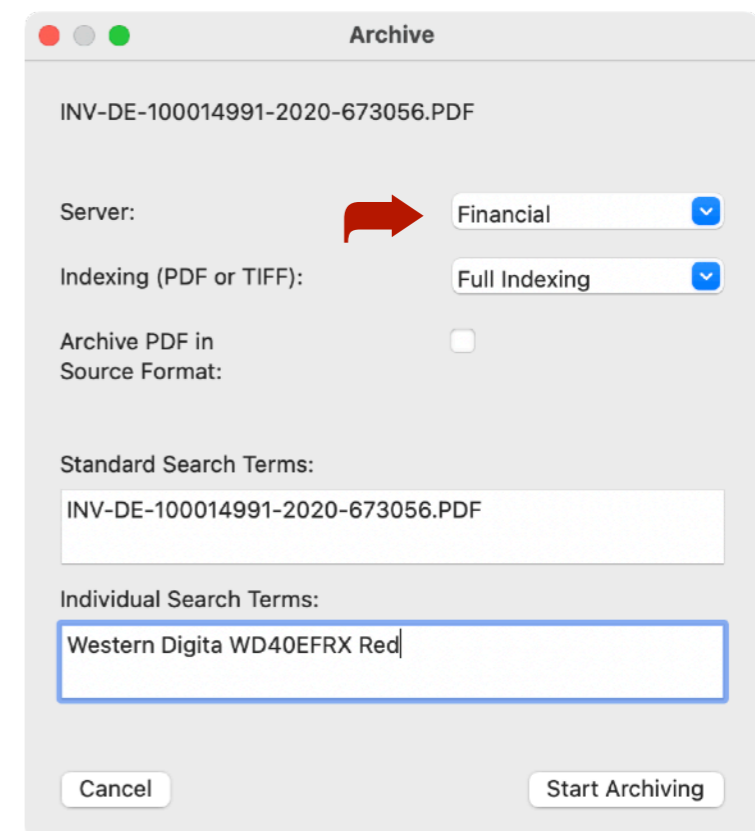 Archive
INV-DE-100014991-2020-673056.PDF
Server:
Financial
Indexing (PDF or TIFF):
Full Indexing
Archive PDF in
Source Format:
Standard Search Terms:
INV-DE-100014991-2020-673056.PDF
Individual Search Terms:
Western Digita WD40EFRX Red
Cancel
Start Archiving